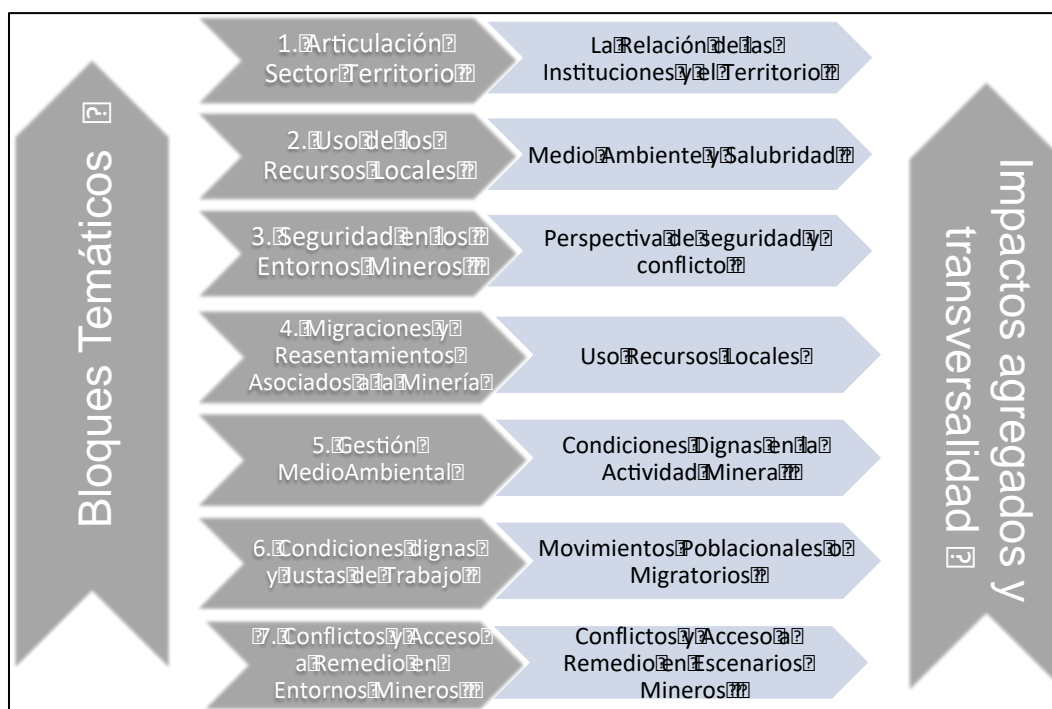 Bloques Temáticos
1. Articulación
Sector Territorio
La Relación de las
Instituciones y el Territorio
2. Uso de los
Recursos Locales
Medio Ambiente y Salubridad
3. Seguridad en los
Entornos Mineros
Perspectiva de seguridad y
conflicto
4. Migraciones y
Reasentamientos
Asociados a la Minería
Uso Recursos Locales
5. Gestión
MedioAmbiental
Condiciones Dignas en la
Actividad Minera
6. Condiciones dignas
y Justas de Trabajo
Movimientos Poblacionales o
Migratorios
7. Conflictos y Acceso
a Remedio en
Entornos Mineros
Conflictos y Acceso a
Remedio en Escenarios
Mineros
Impactos agregados y
transversalidad